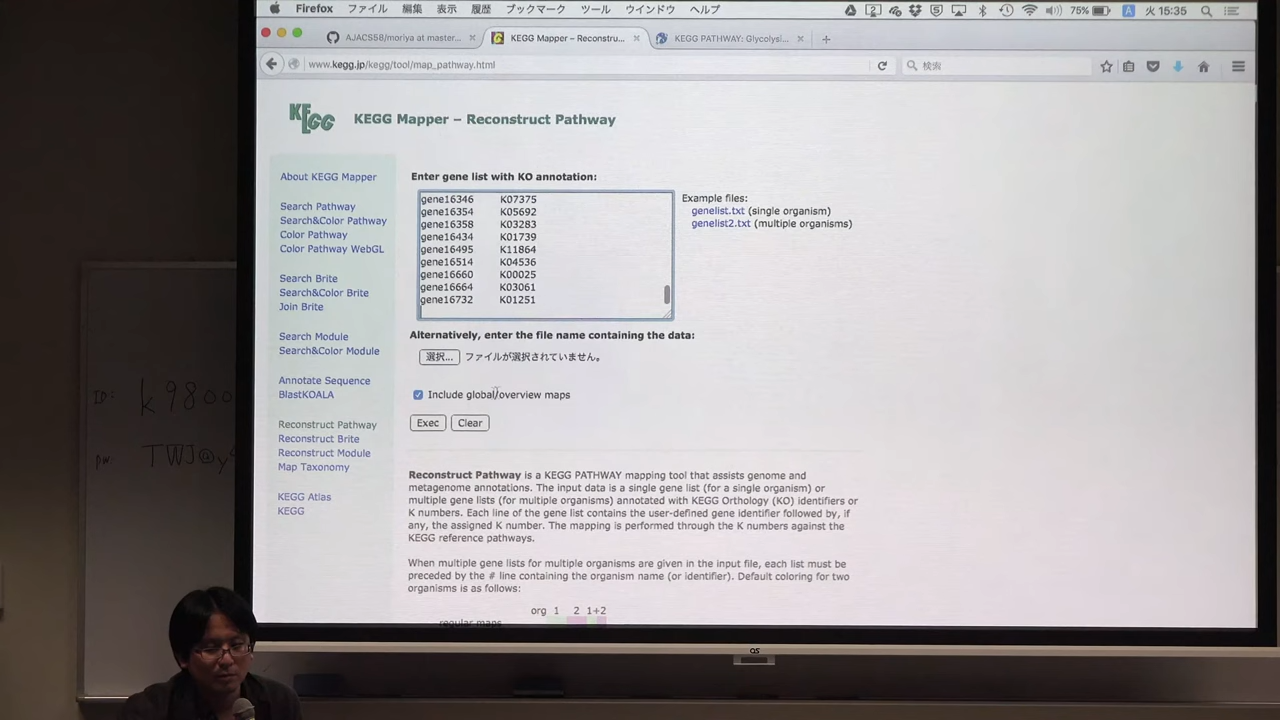 Firefox ファイル 編集 表示 履歴 ブックマーク ツール ウインドウ ヘルプ 75% A 火 15:35
AJACS58/moriya at master... KEGG Mapper – Reconstru... KEGG PATHWAY: Glycolysi...
www.kegg.jp/kegg/tool/map_pathway.html 検索
KEGG KEGG Mapper – Reconstruct Pathway
About KEGG Mapper
Search Pathway
Search&Color Pathway
Color Pathway
Color Pathway WebGL
Search Brite
Search&Color Brite
Join Brite
Search Module
Search&Color Module
Annotate Sequence
BlastKOALA
Reconstruct Pathway
Reconstruct Brite
Reconstruct Module
Map Taxonomy
KEGG Atlas
KEGG
Enter gene list with KO annotation:
gene16346 K07375
gene16354 K05692
gene16358 K03283
gene16434 K01739
gene16495 K11864
gene16514 K04536
gene16660 K00025
gene16664 K03061
gene16732 K01251
Example files:
genelist.txt (single organism)
genelist2.txt (multiple organisms)
Alternatively, enter the file name containing the data:
選択... ファイルが選択されていません。
Include global/overview maps
Exec Clear
Reconstruct Pathway is a KEGG PATHWAY mapping tool that assists genome and
metagenome annotations. The input data is a single gene list (for a single organism) or
multiple gene lists (for multiple organisms) annotated with KEGG Orthology (KO) identifiers or
K numbers. Each line of the gene list contains the user-defined gene identifier followed by, if
any, the assigned K number. The mapping is performed through the K numbers against the
KEGG reference pathways.
When multiple gene lists for multiple organisms are given in the input file, each list must be
preceded by the # line containing the organism name (or identifier). Default coloring for two
organisms is as follows:
org 1 2 1+2
regular maps
ID: k9800
PW: TWJ@y